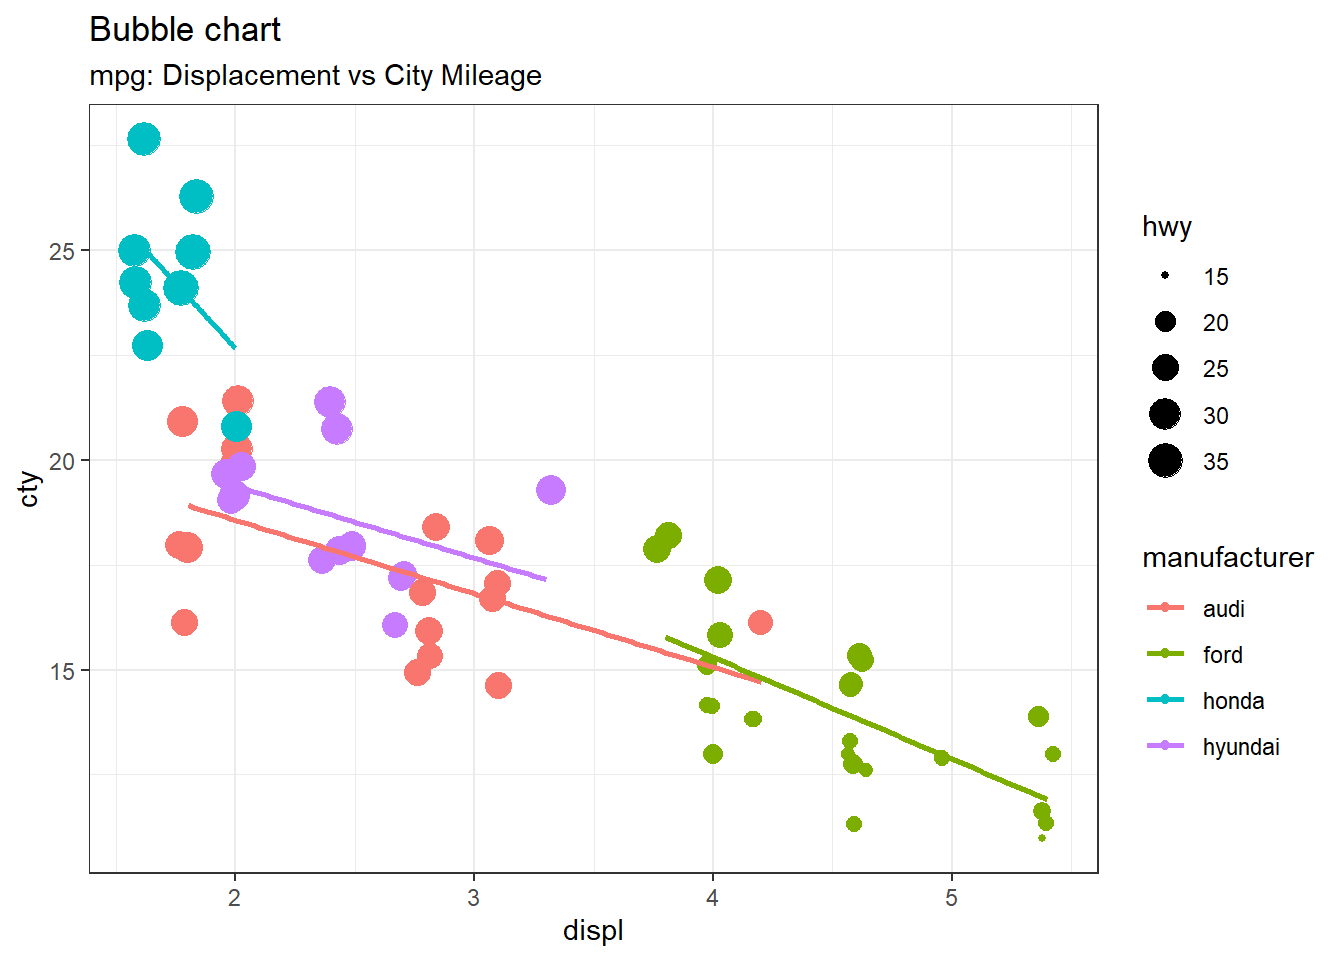 Bubble chart
mpg: Displacement vs City Mileage
25
20
15
cty
2 3 4 5
displ
hwy
15
20
25
30
35
manufacturer
audi
ford
honda
hyundai